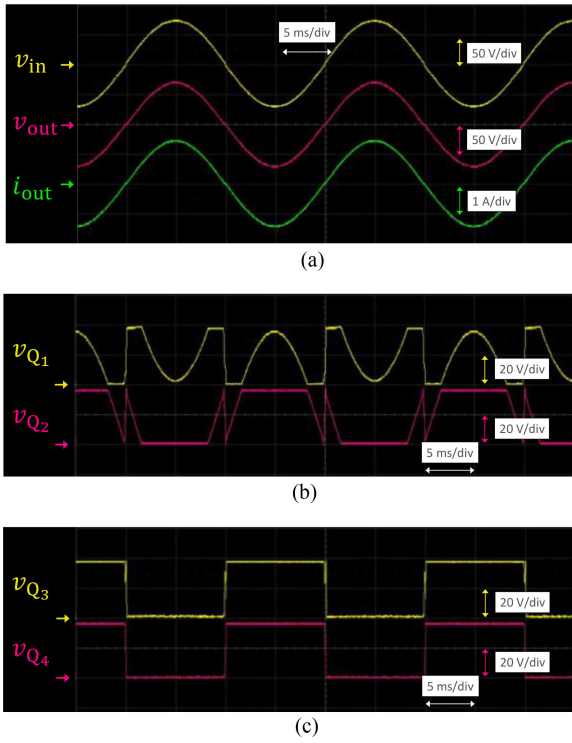 5 ms/div
v_in
50 V/div
v_out
50 V/div
i_out
1 A/div
(a)
v_Q1
20 V/div
v_Q2
20 V/div
5 ms/div
(b)
v_Q3
20 V/div
v_Q4
20 V/div
5 ms/div
(c)